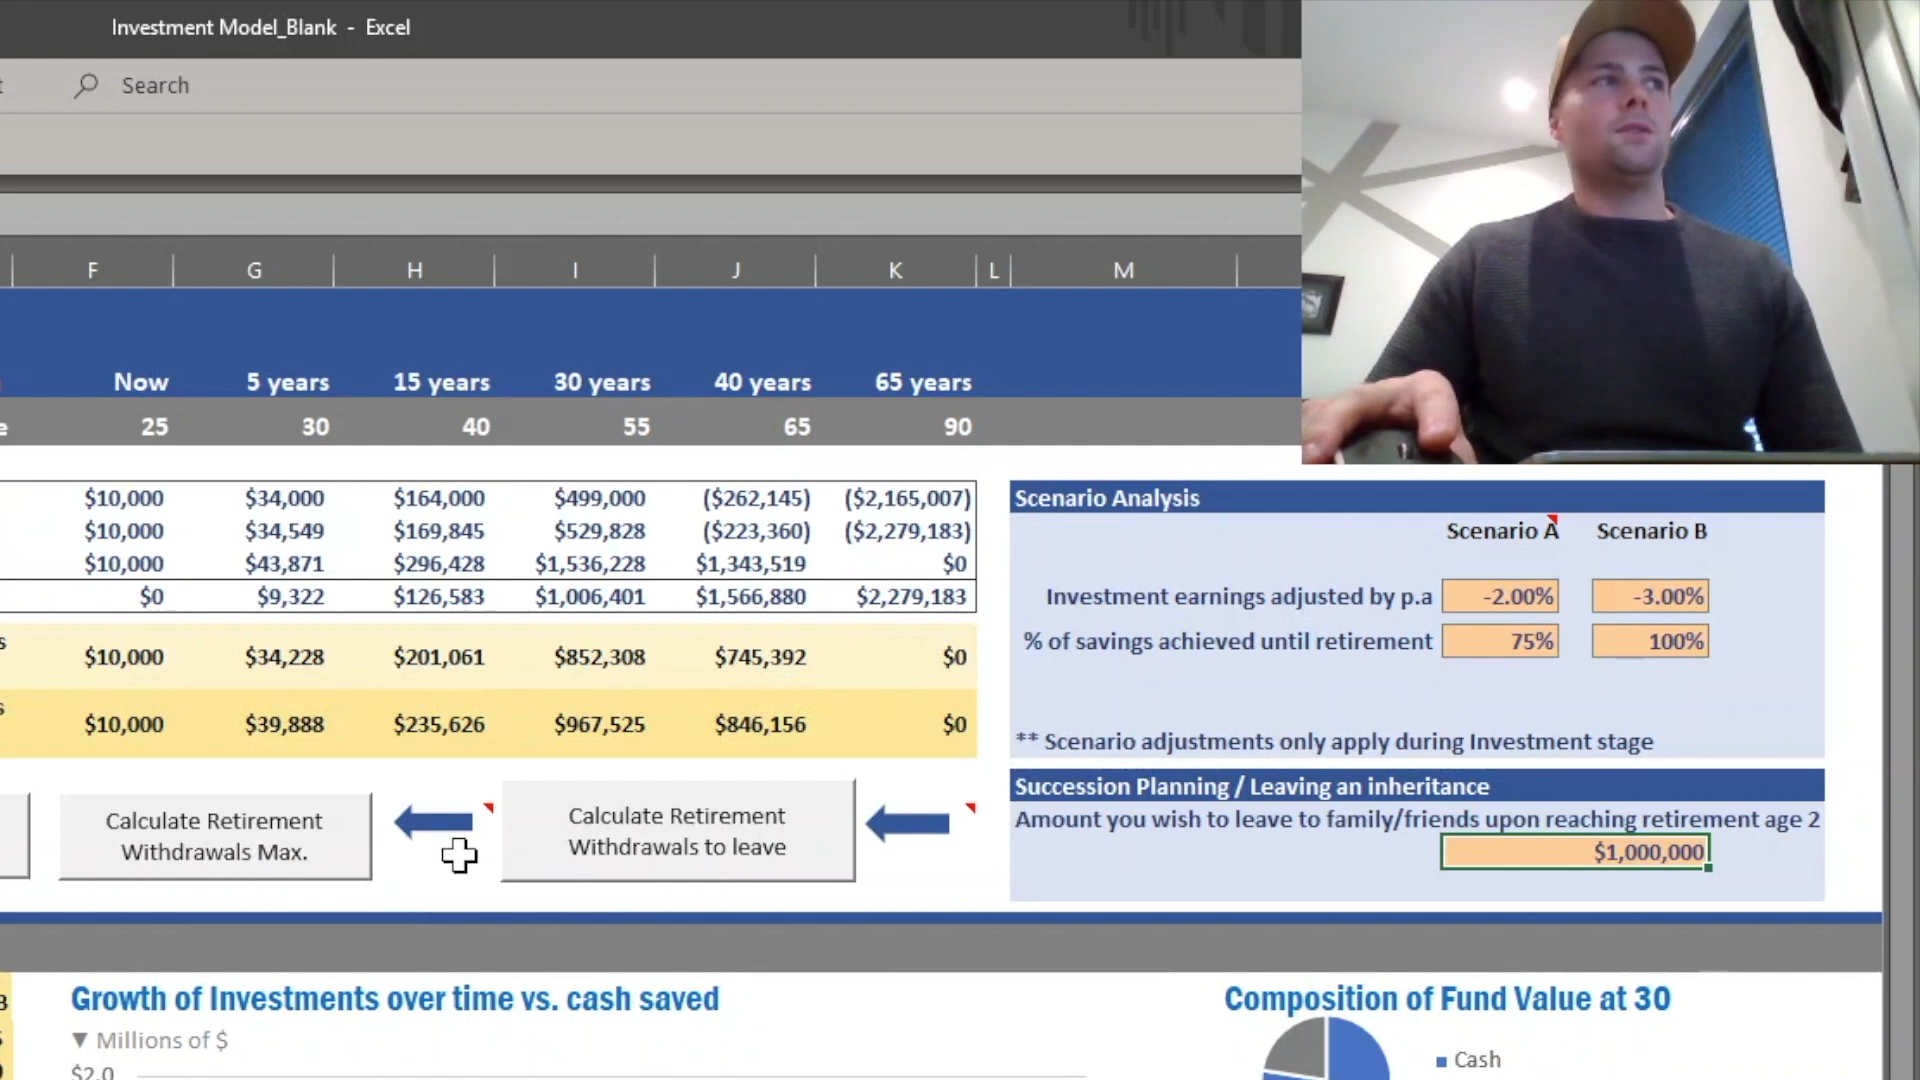 Investment Model_Blank - Excel
Search
F G H I J K L M
Now 5 years 15 years 30 years 40 years 65 years
25 30 40 55 65 90
$10,000 $34,000 $164,000 $499,000 ($262,145) ($2,165,007)
$10,000 $34,549 $169,845 $529,828 ($223,360) ($2,279,183)
$10,000 $43,871 $296,428 $1,536,228 $1,343,519 $0
$0 $9,322 $126,583 $1,006,401 $1,566,880 $2,279,183
$10,000 $34,228 $201,061 $852,308 $745,392 $0
$10,000 $39,888 $235,626 $967,525 $846,156 $0
Scenario Analysis
Scenario A Scenario B
Investment earnings adjusted by p.a -2.00% -3.00%
% of savings achieved until retirement 75% 100%
** Scenario adjustments only apply during Investment stage
Calculate Retirement
Withdrawals Max.
Calculate Retirement
Withdrawals to leave
Succession Planning / Leaving an inheritance
Amount you wish to leave to family/friends upon reaching retirement age 2
$1,000,000
Growth of Investments over time vs. cash saved
▼ Millions of $
$2.0
Composition of Fund Value at 30
Cash